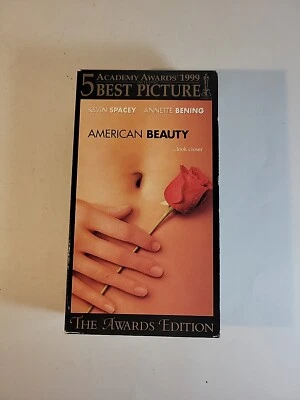 5 ACADEMY AWARDS 1999
BEST PICTURE
KEVIN SPACEY ANNETTE BENING
AMERICAN BEAUTY
...look closer
THE AWARDS EDITION